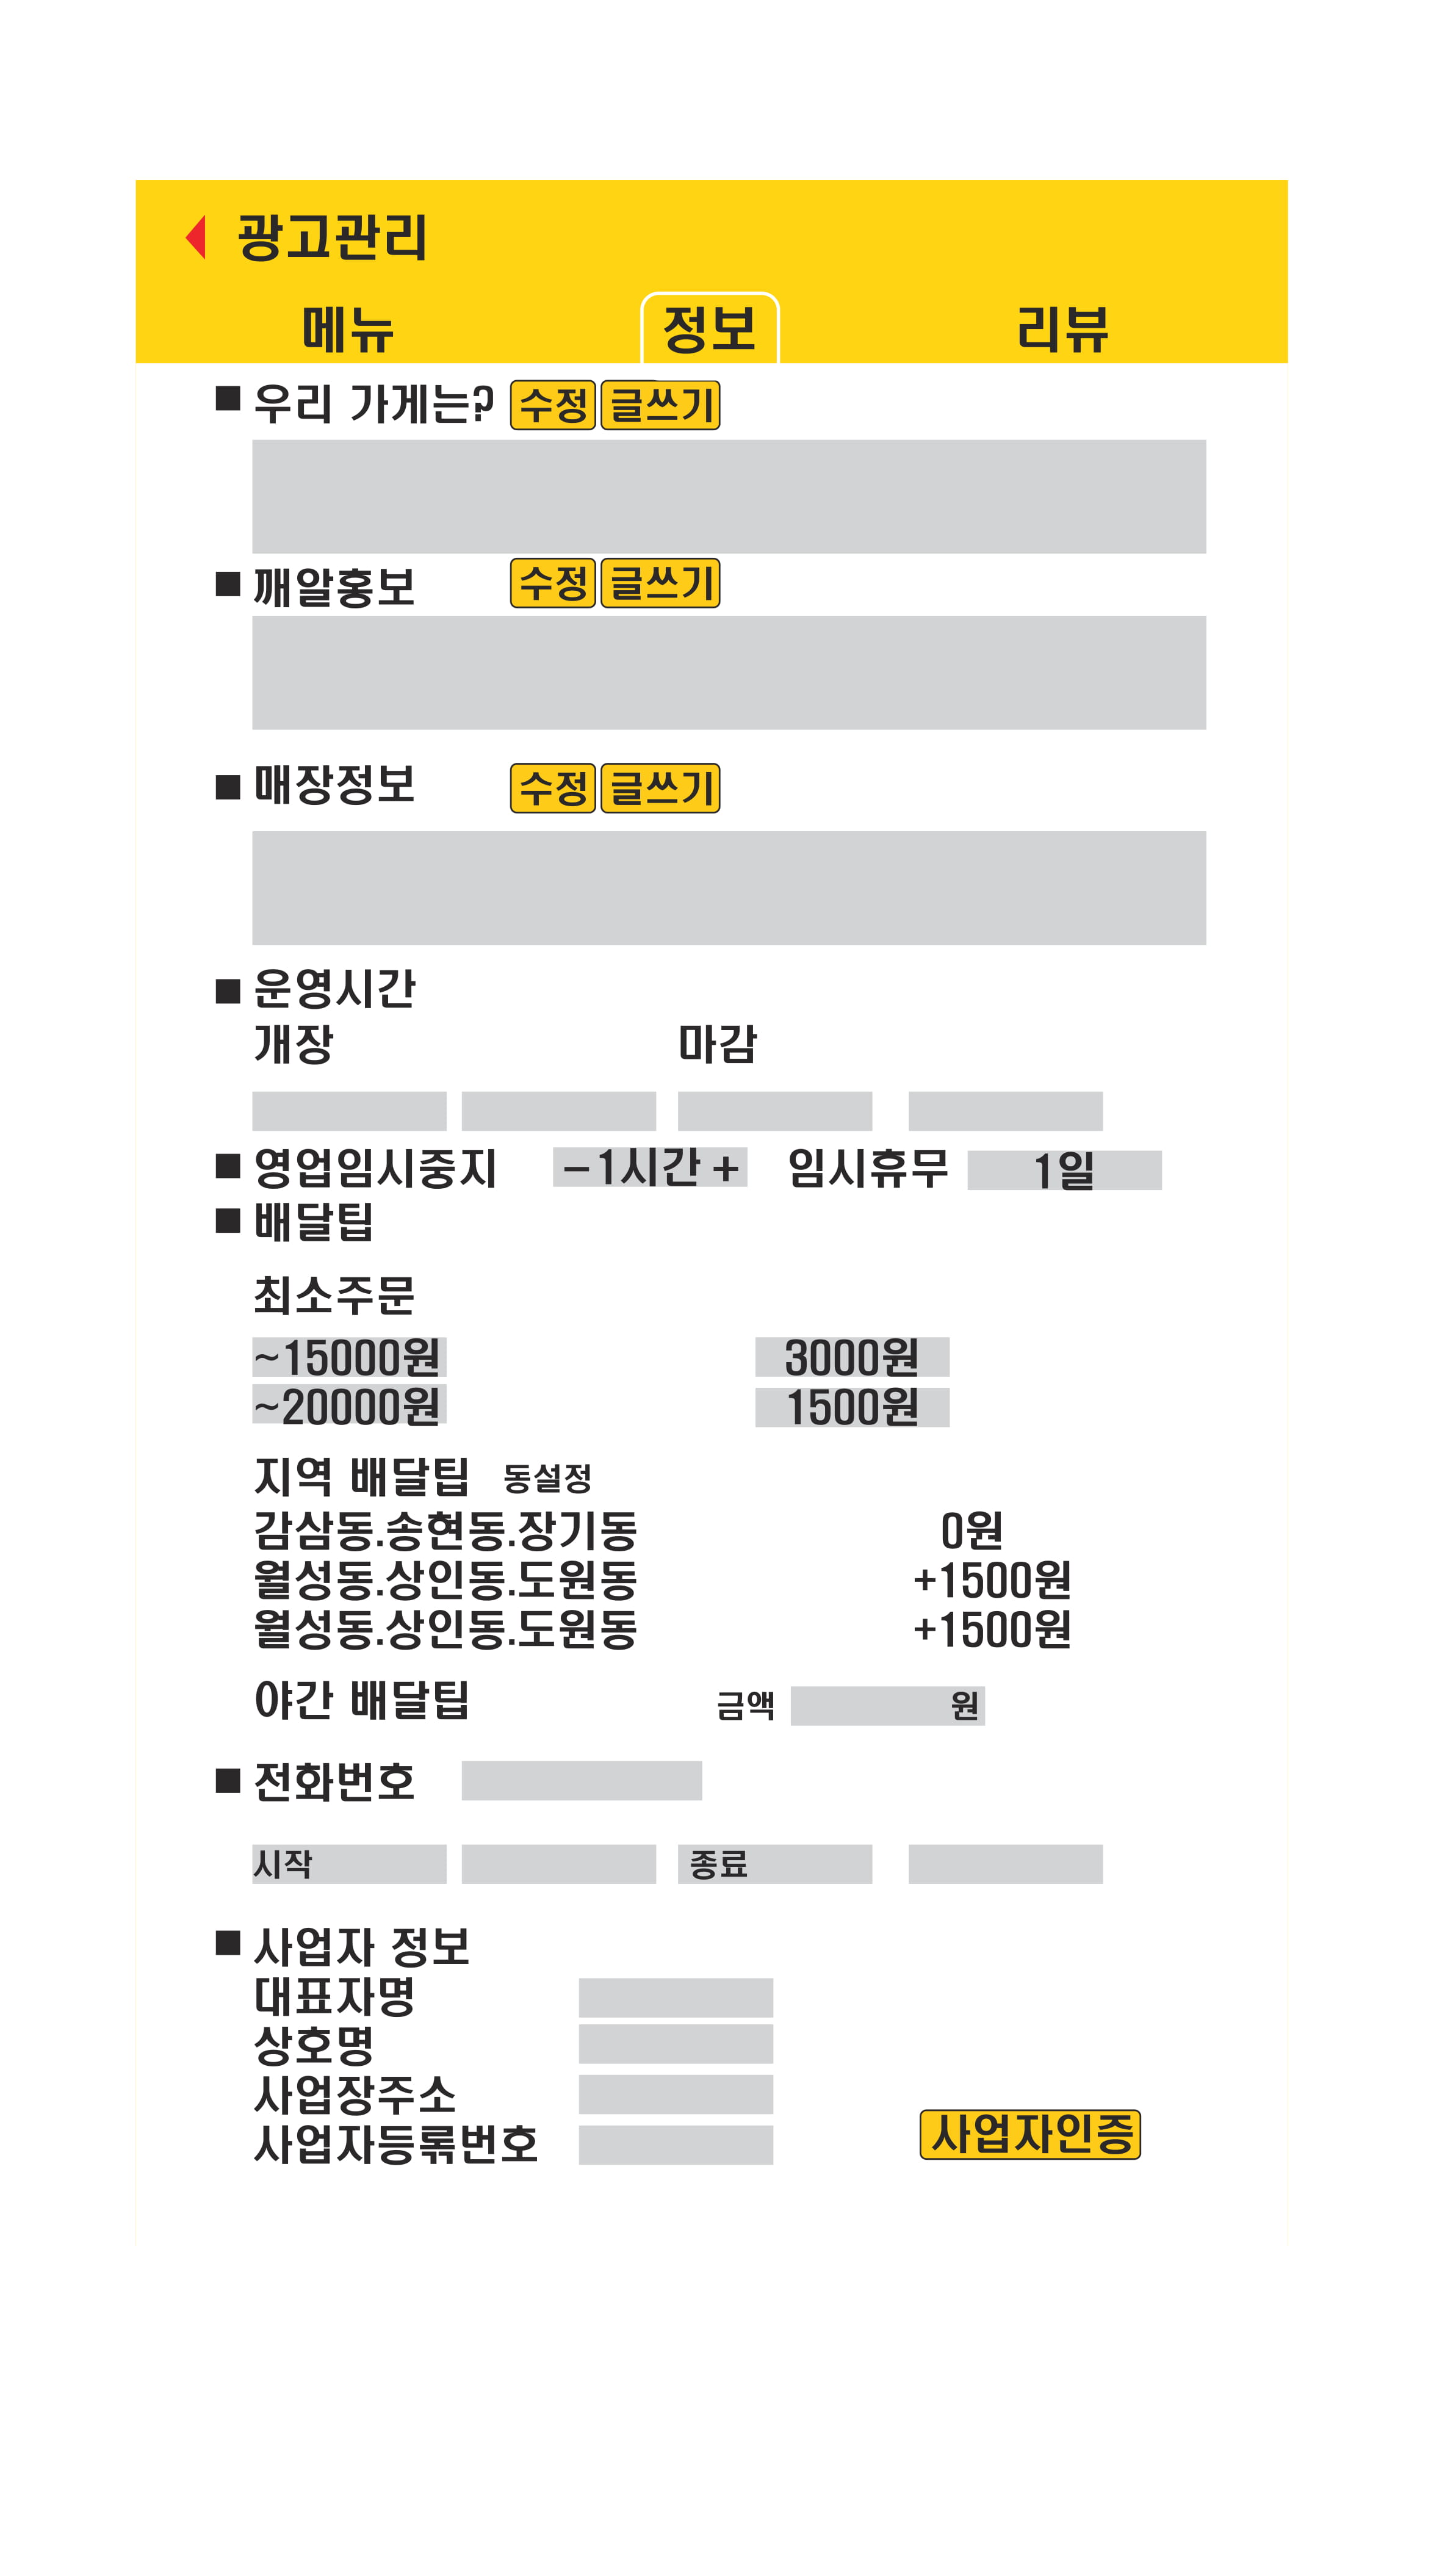 광고관리
메뉴 정보 리뷰
■ 우리 가게는? 수정 글쓰기
■ 깨알홍보 수정 글쓰기
■ 매장정보 수정 글쓰기
■ 운영시간
개장 마감
■ 영업임시중지 －1시간＋ 임시휴무 1일
■ 배달팁
최소주문
~15000원 3000원
~20000원 1500원
지역 배달팁 동설정
감삼동.송현동.장기동 0원
월성동.상인동.도원동 +1500원
월성동.상인동.도원동 +1500원
야간 배달팁 금액 원
■ 전화번호
시작 종료
■ 사업자 정보
대표자명
상호명
사업장주소
사업자등록번호 사업자인증